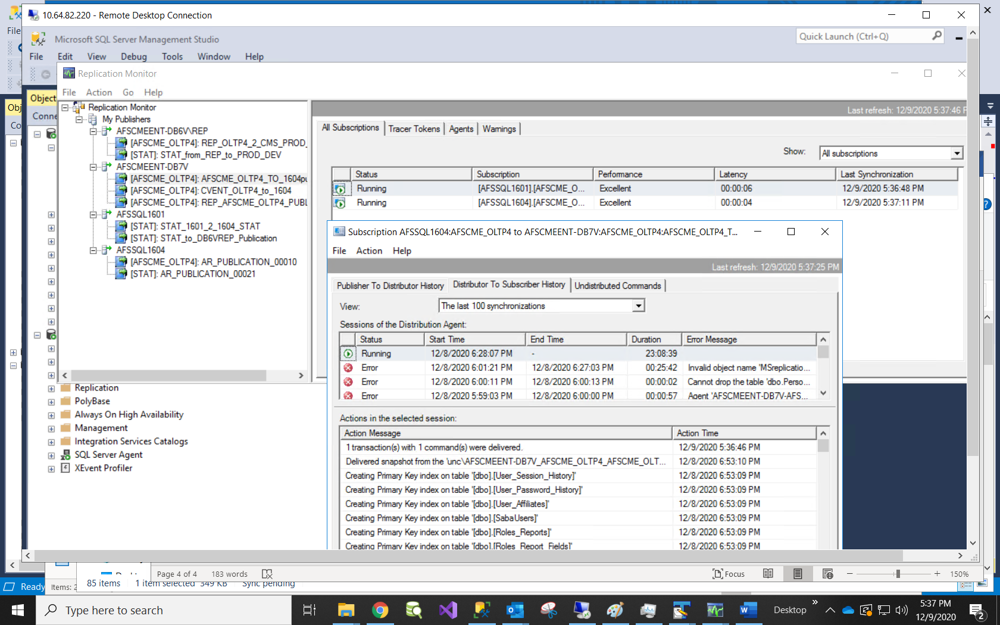 10.64.82.220 - Remote Desktop Connection
File
Microsoft SQL Server Management Studio
Quick Launch (Ctrl+Q)
File Edit View Debug Tools Window Help
Replication Monitor
File Action Go Help
Object
Obj
Conne
Co
Replication Monitor
My Publishers
AFSCMEENT-DB6V\REP
[AFSCME_OLTP4]: REP_OLTP4_2_CMS_PROD_
[STAT]: STAT_from_REP_to_PROD_DEV
AFSCMEENT-DB7V
[AFSCME_OLTP4]: AFSCME_OLTP4_TO_1604pu
[AFSCME_OLTP4]: CVENT_OLTP4_to_1604
[AFSCME_OLTP4]: REP_AFSCME_OLTP4_PUBL
AFSSQL1601
[STAT]: STAT_1601_2_1604_STAT
[STAT]: STAT_to_DB6VREP_Publication
AFSSQL1604
[AFSCME_OLTP4]: AR_PUBLICATION_00010
[STAT]: AR_PUBLICATION_00021
Last refresh: 12/9/2020 5:37:46 P
All Subscriptions Tracer Tokens Agents Warnings
Show: All subscriptions
Status Subscription Performance Latency Last Synchronization
Running [AFSSQL1601].[AFSCME_O... Excellent 00:00:06 12/9/2020 5:36:48 PM
Running [AFSSQL1604].[AFSCME_O... Excellent 00:00:04 12/9/2020 5:37:11 PM
Subscription AFSSQL1604:AFSCME_OLTP4 to AFSCMEENT-DB7V:AFSCME_OLTP4:AFSCME_OLTP4_T...
File Action Help
Last refresh: 12/9/2020 5:37:25 PM
Publisher To Distributor History Distributor To Subscriber History Undistributed Commands
View: The last 100 synchronizations
Sessions of the Distribution Agent:
Status Start Time End Time Duration Error Message
Running 12/8/2020 6:28:07 PM - 23:08:39
Error 12/8/2020 6:01:21 PM 12/8/2020 6:27:03 PM 00:25:42 Invalid object name 'MSreplicatio...
Error 12/8/2020 6:00:11 PM 12/8/2020 6:00:13 PM 00:00:02 Cannot drop the table 'dbo.Perso...
Error 12/8/2020 5:59:03 PM 12/8/2020 6:00:00 PM 00:00:57 Agent 'AFSCMEENT-DB7V-AFS...
Actions in the selected session:
Action Message Action Time
1 transaction(s) with 1 command(s) were delivered. 12/9/2020 5:36:46 PM
Delivered snapshot from the 'unc\AFSCMEENT-DB7V_AFSCME_OLTP4_AFSCME_OLT... 12/8/2020 6:53:10 PM
Creating Primary Key index on table '[dbo].[User_Session_History]' 12/8/2020 6:53:09 PM
Creating Primary Key index on table '[dbo].[User_Password_History]' 12/8/2020 6:53:09 PM
Creating Primary Key index on table '[dbo].[User_Affiliates]' 12/8/2020 6:53:09 PM
Creating Primary Key index on table '[dbo].[SabaUsers]' 12/8/2020 6:53:09 PM
Creating Primary Key index on table '[dbo].[Roles_Reports]' 12/8/2020 6:53:09 PM
Creating Primary Key index on table '[dbo].[Roles_Report_Fields]' 12/8/2020 6:53:09 PM
Replication
PolyBase
Always On High Availability
Management
Integration Services Catalogs
SQL Server Agent
XEvent Profiler
Page 4 of 4 183 words
Focus
150%
85 items 1 item selected 349 KB Sync pending
Ready
Items: 2
Type here to search
Desktop
5:37 PM
12/9/2020
2